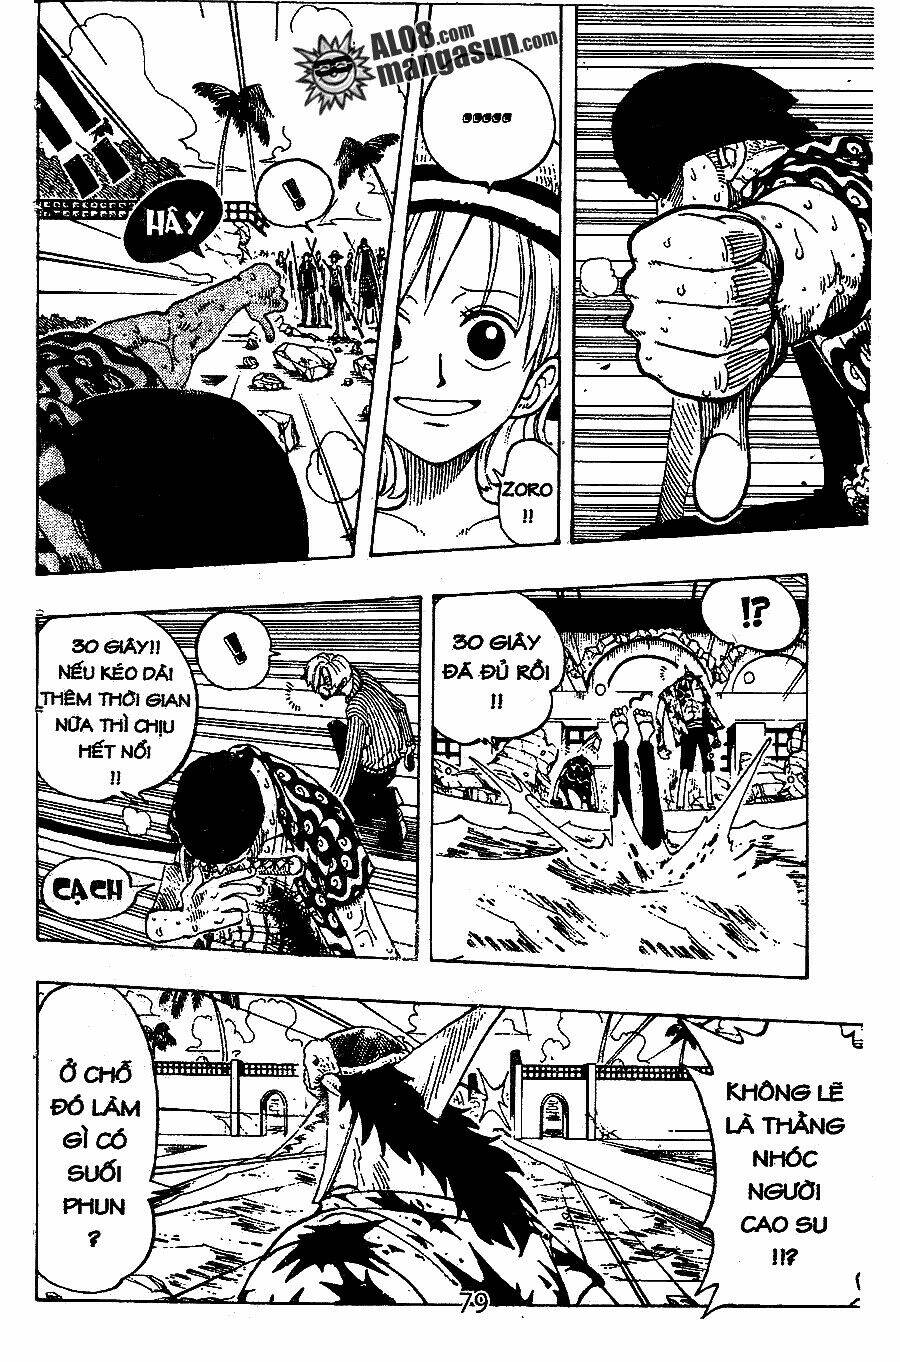 AL08.com
mangasun.com
HÂY
!
......
ZORO
!!
30 GIÂY!!
NẾU KÉO DÀI
THÊM THỜI GIAN
NỮA THÌ CHỊU
HẾT NỔI
!!
!
CẠCH
30 GIÂY
ĐÃ ĐỦ RỒI
!!
!?
Ở CHỖ
ĐÓ LÀM
GÌ CÓ
SUỐI
PHUN
?
KHÔNG LẼ
LÀ THẰNG
NHÓC
NGƯỜI
CAO SU
!!?
79